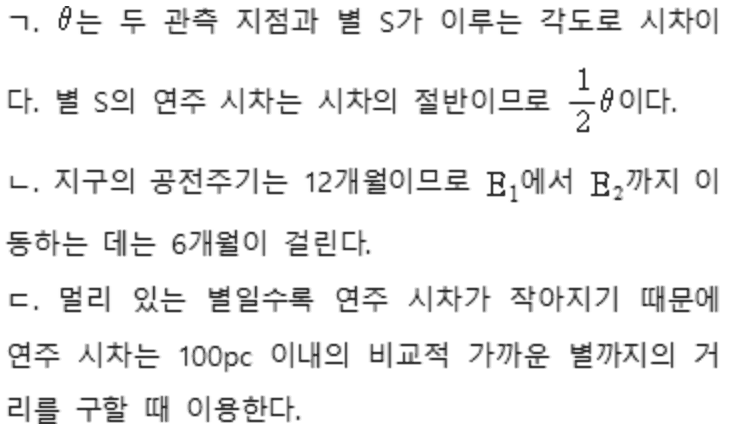 ㄱ. θ는 두 관측 지점과 별 S가 이루는 각도로 시차이
다. 별 S의 연주 시차는 시차의 절반이므로 $\frac{1}{2}$θ이다.
ㄴ. 지구의 공전주기는 12개월이므로 E₁에서 E₂까지 이
동하는 데는 6개월이 걸린다.
ㄷ. 멀리 있는 별일수록 연주 시차가 작아지기 때문에
연주 시차는 100pc 이내의 비교적 가까운 별까지의 거
리를 구할 때 이용한다.